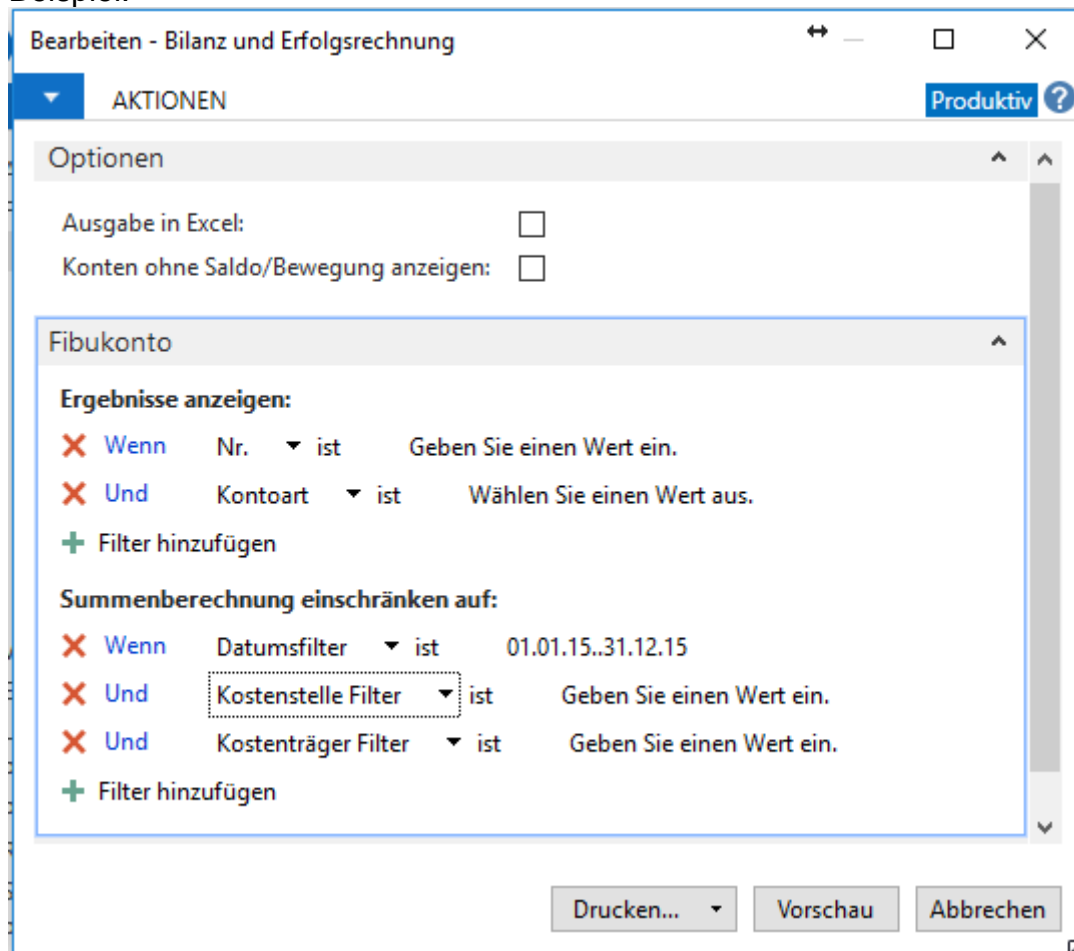 Beispiel:
Bearbeiten - Bilanz und Erfolgsrechnung
AKTIONEN Produktiv ?
Optionen
Ausgabe in Excel:
Konten ohne Saldo/Bewegung anzeigen:
Fibukonto
Ergebnisse anzeigen:
Wenn Nr. ist Geben Sie einen Wert ein.
Und Kontoart ist Wählen Sie einen Wert aus.
Filter hinzufügen
Summenberechnung einschränken auf:
Wenn Datumsfilter ist 01.01.15..31.12.15
Und Kostenstelle Filter ist Geben Sie einen Wert ein.
Und Kostenträger Filter ist Geben Sie einen Wert ein.
Filter hinzufügen
Drucken... Vorschau Abbrechen